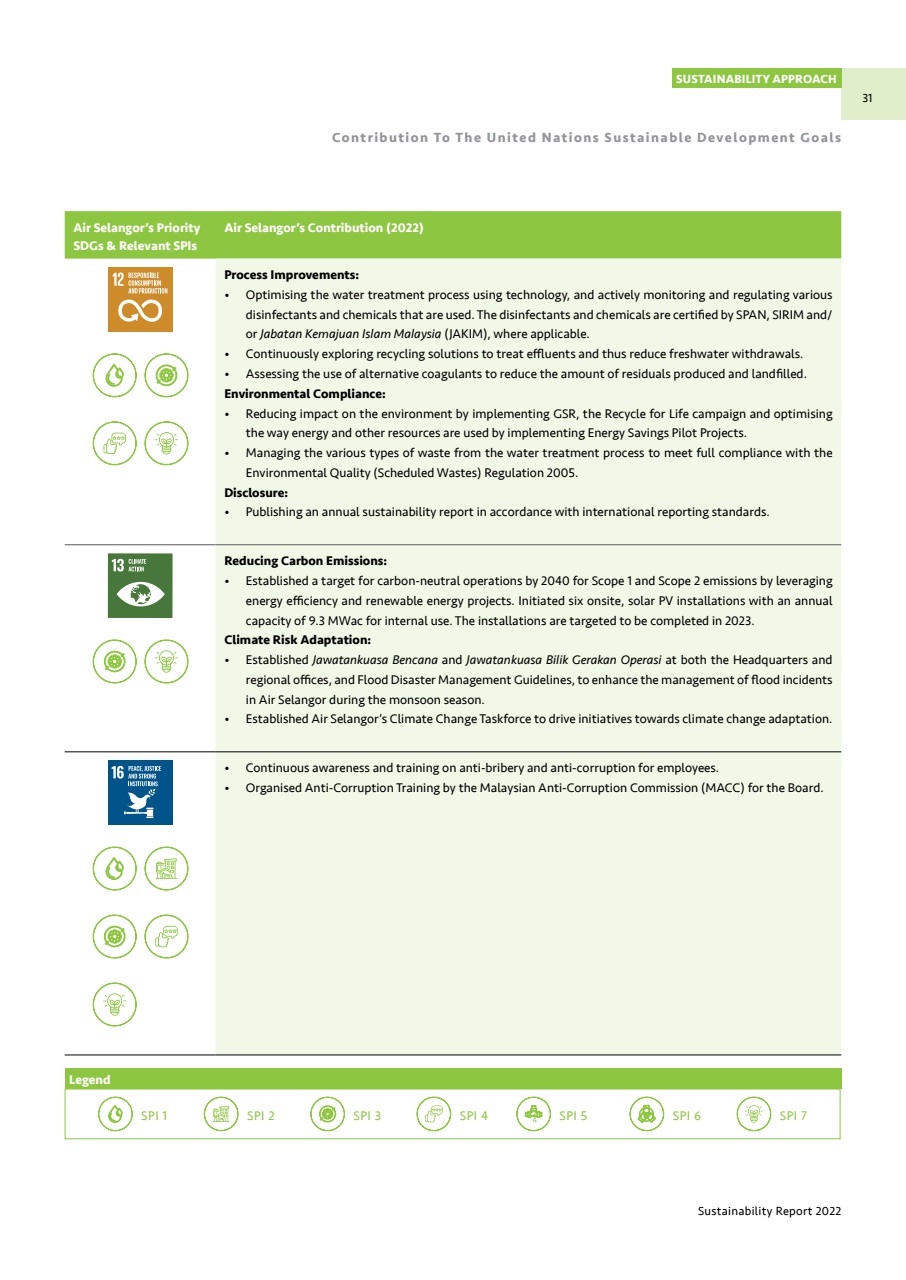 SUSTAINABILITY APPROACH
31
Contribution To The United Nations Sustainable Development Goals
Air Selangor’s Priority
SDGs & Relevant SPIs
Air Selangor’s Contribution (2022)
12 RESPONSIBLE
CONSUMPTION
AND PRODUCTION
Process Improvements:
• Optimising the water treatment process using technology, and actively monitoring and regulating various
disinfectants and chemicals that are used. The disinfectants and chemicals are certified by SPAN, SIRIM and/
or Jabatan Kemajuan Islam Malaysia (JAKIM), where applicable.
• Continuously exploring recycling solutions to treat effluents and thus reduce freshwater withdrawals.
• Assessing the use of alternative coagulants to reduce the amount of residuals produced and landfilled.
Environmental Compliance:
• Reducing impact on the environment by implementing GSR, the Recycle for Life campaign and optimising
the way energy and other resources are used by implementing Energy Savings Pilot Projects.
• Managing the various types of waste from the water treatment process to meet full compliance with the
Environmental Quality (Scheduled Wastes) Regulation 2005.
Disclosure:
• Publishing an annual sustainability report in accordance with international reporting standards.
13 CLIMATE
ACTION
Reducing Carbon Emissions:
• Established a target for carbon-neutral operations by 2040 for Scope 1 and Scope 2 emissions by leveraging
energy efficiency and renewable energy projects. Initiated six onsite, solar PV installations with an annual
capacity of 9.3 MWac for internal use. The installations are targeted to be completed in 2023.
Climate Risk Adaptation:
• Established Jawatankuasa Bencana and Jawatankuasa Bilik Gerakan Operasi at both the Headquarters and
regional offices, and Flood Disaster Management Guidelines, to enhance the management of flood incidents
in Air Selangor during the monsoon season.
• Established Air Selangor’s Climate Change Taskforce to drive initiatives towards climate change adaptation.
16 PEACE, JUSTICE
AND STRONG
INSTITUTIONS
• Continuous awareness and training on anti-bribery and anti-corruption for employees.
• Organised Anti-Corruption Training by the Malaysian Anti-Corruption Commission (MACC) for the Board.
Legend
SPI 1 SPI 2 SPI 3 SPI 4 SPI 5 SPI 6 SPI 7
Sustainability Report 2022